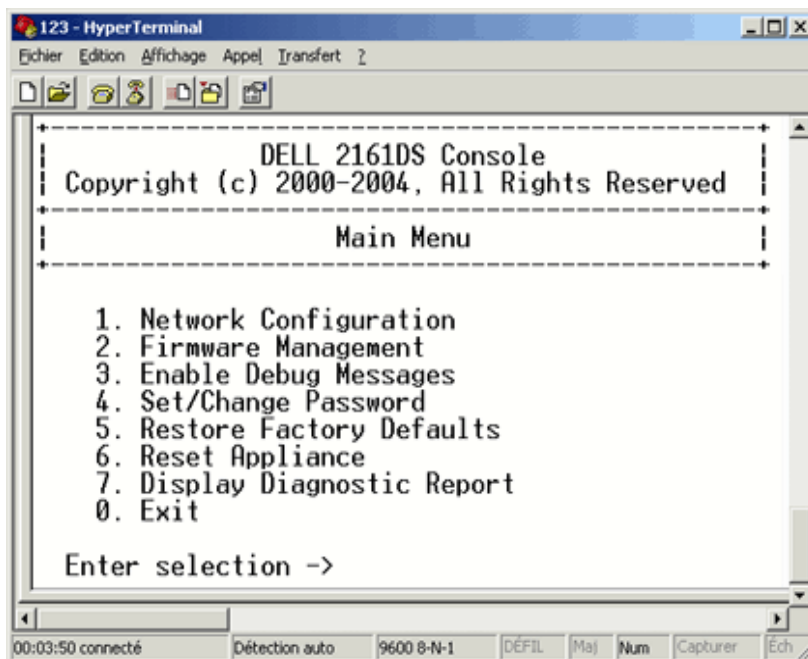 123 - HyperTerminal
Fichier Edition Affichage Appel Transfert ?
DELL 2161DS Console
Copyright (c) 2000-2004, All Rights Reserved
Main Menu
1. Network Configuration
2. Firmware Management
3. Enable Debug Messages
4. Set/Change Password
5. Restore Factory Defaults
6. Reset Appliance
7. Display Diagnostic Report
0. Exit
Enter selection ->
00:03:50 connecté Détection auto 9600 8-N-1 DÉFIL Maj Num Capturer Éch